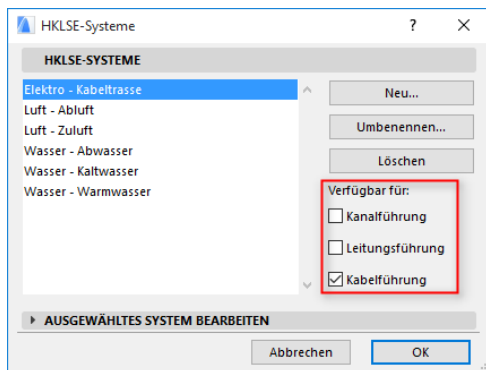 HKLSE-Systeme
?
HKLSE-SYSTEME
Elektro - Kabeltrasse
Luft - Abluft
Luft - Zuluft
Wasser - Abwasser
Wasser - Kaltwasser
Wasser - Warmwasser
Neu...
Umbenennen...
Löschen
Verfügbar für:
Kanalführung
Leitungsführung
Kabelführung
AUSGEWÄHLTES SYSTEM BEARBEITEN
Abbrechen
OK